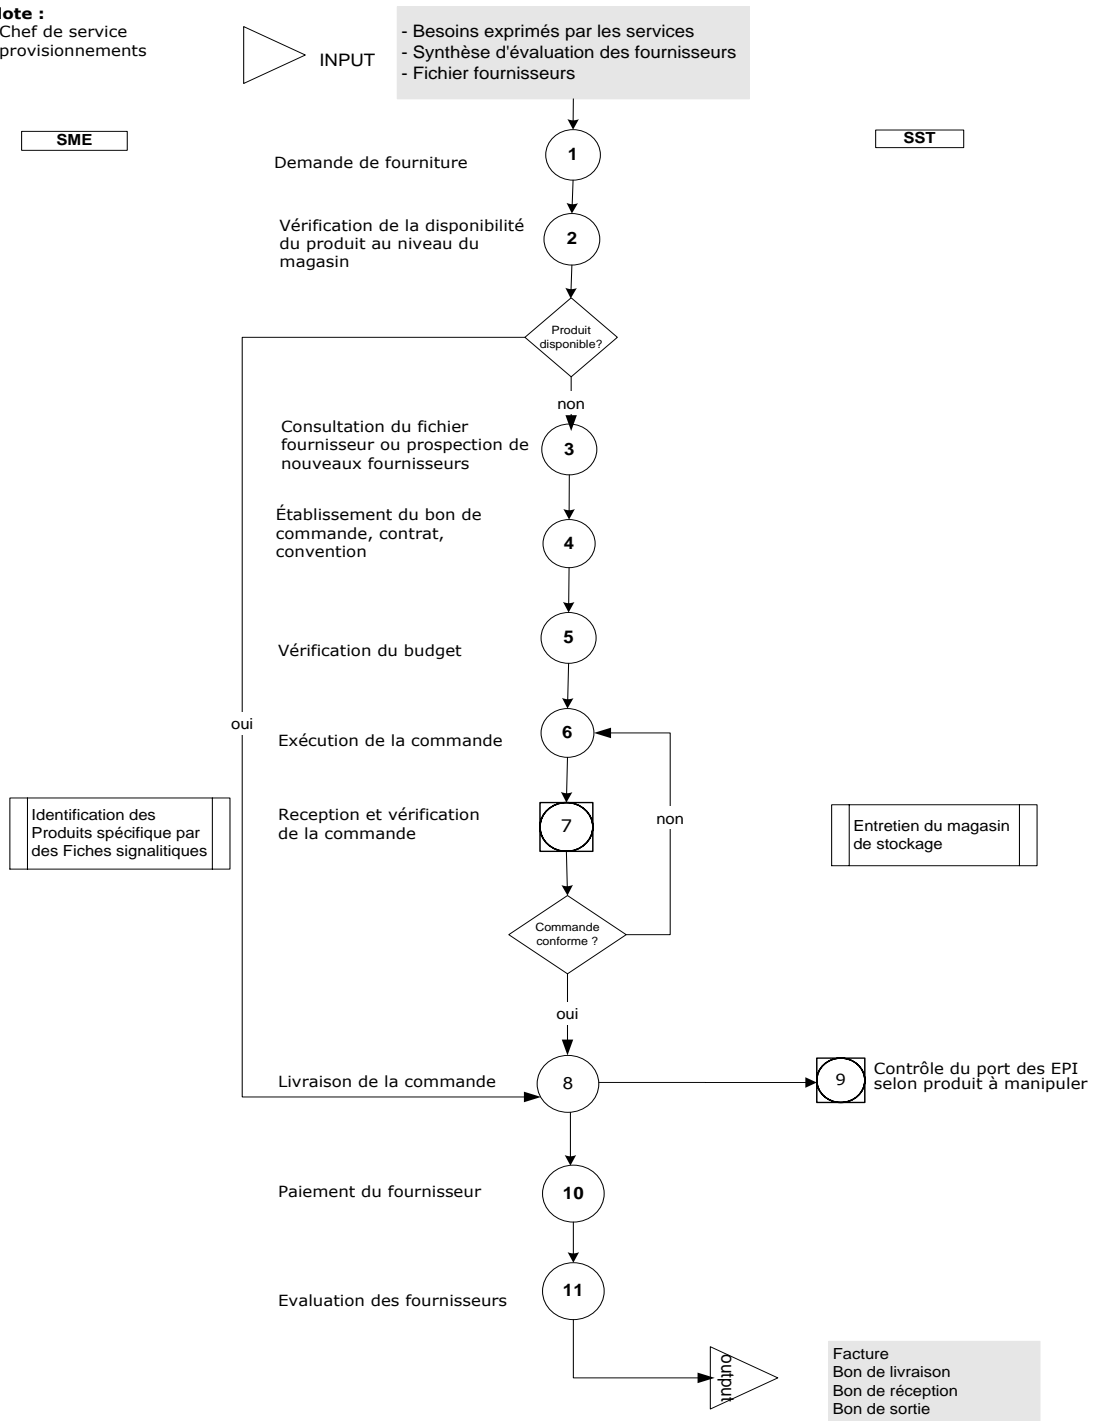 lote :
Chef de service
provisionnements
INPUT
- Besoins exprimés par les services
- Synthèse d'évaluation des fournisseurs
- Fichier fournisseurs
SME
SST
Demande de fourniture
1
Vérification de la disponibilité
du produit au niveau du
magasin
2
Produit
disponible?
non
Consultation du fichier
fournisseur ou prospection de
nouveaux fournisseurs
3
Établissement du bon de
commande, contrat,
convention
4
Vérification du budget
5
oui
Exécution de la commande
6
Identification des
Produits spécifique par
des Fiches signalitiques
Reception et vérification
de la commande
7
non
Entretien du magasin
de stockage
Commande
conforme ?
oui
Livraison de la commande
8
9
Contrôle du port des EPI
selon produit à manipuler
Paiement du fournisseur
10
Evaluation des fournisseurs
11
output
Facture
Bon de livraison
Bon de réception
Bon de sortie